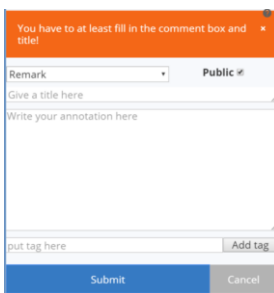 You have to at least fill in the comment box and
title!
×
Remark
Public
Give a title here
Write your annotation here
put tag here
Add tag
Submit
Cancel